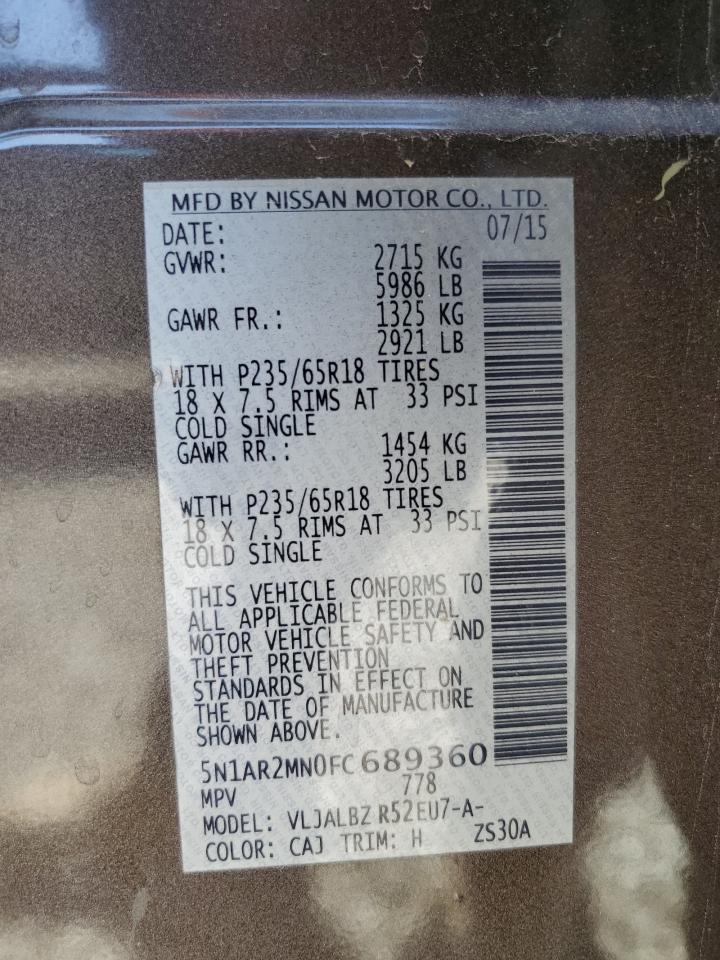 MFD BY NISSAN MOTOR CO., LTD.
DATE: 07/15
GVWR: 2715 KG
5986 LB
GAWR FR.: 1325 KG
2921 LB
WITH P235/65R18 TIRES
18 X 7.5 RIMS AT 33 PSI
COLD SINGLE
GAWR RR.: 1454 KG
3205 LB
WITH P235/65R18 TIRES
18 X 7.5 RIMS AT 33 PSI
COLD SINGLE
THIS VEHICLE CONFORMS TO
ALL APPLICABLE FEDERAL
MOTOR VEHICLE SAFETY AND
THEFT PREVENTION
STANDARDS IN EFFECT ON
THE DATE OF MANUFACTURE
SHOWN ABOVE.
5N1AR2MN0FC689360
MPV 778
MODEL: VLJALBZ R52EU7-A-
COLOR: CAJ TRIM: H ZS30A